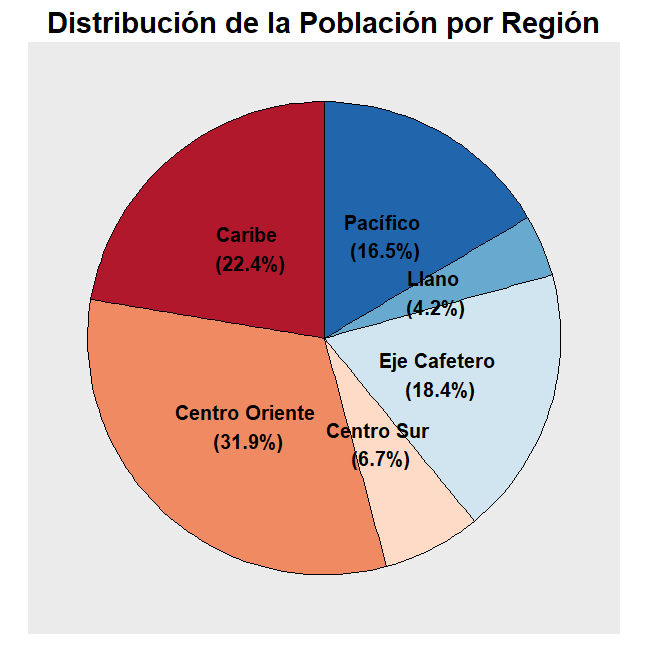 Distribución de la Población por Región
Pacífico
(16.5%)
Caribe
(22.4%)
Llano
(4.2%)
Eje Cafetero
(18.4%)
Centro Oriente
(31.9%)
Centro Sur
(6.7%)